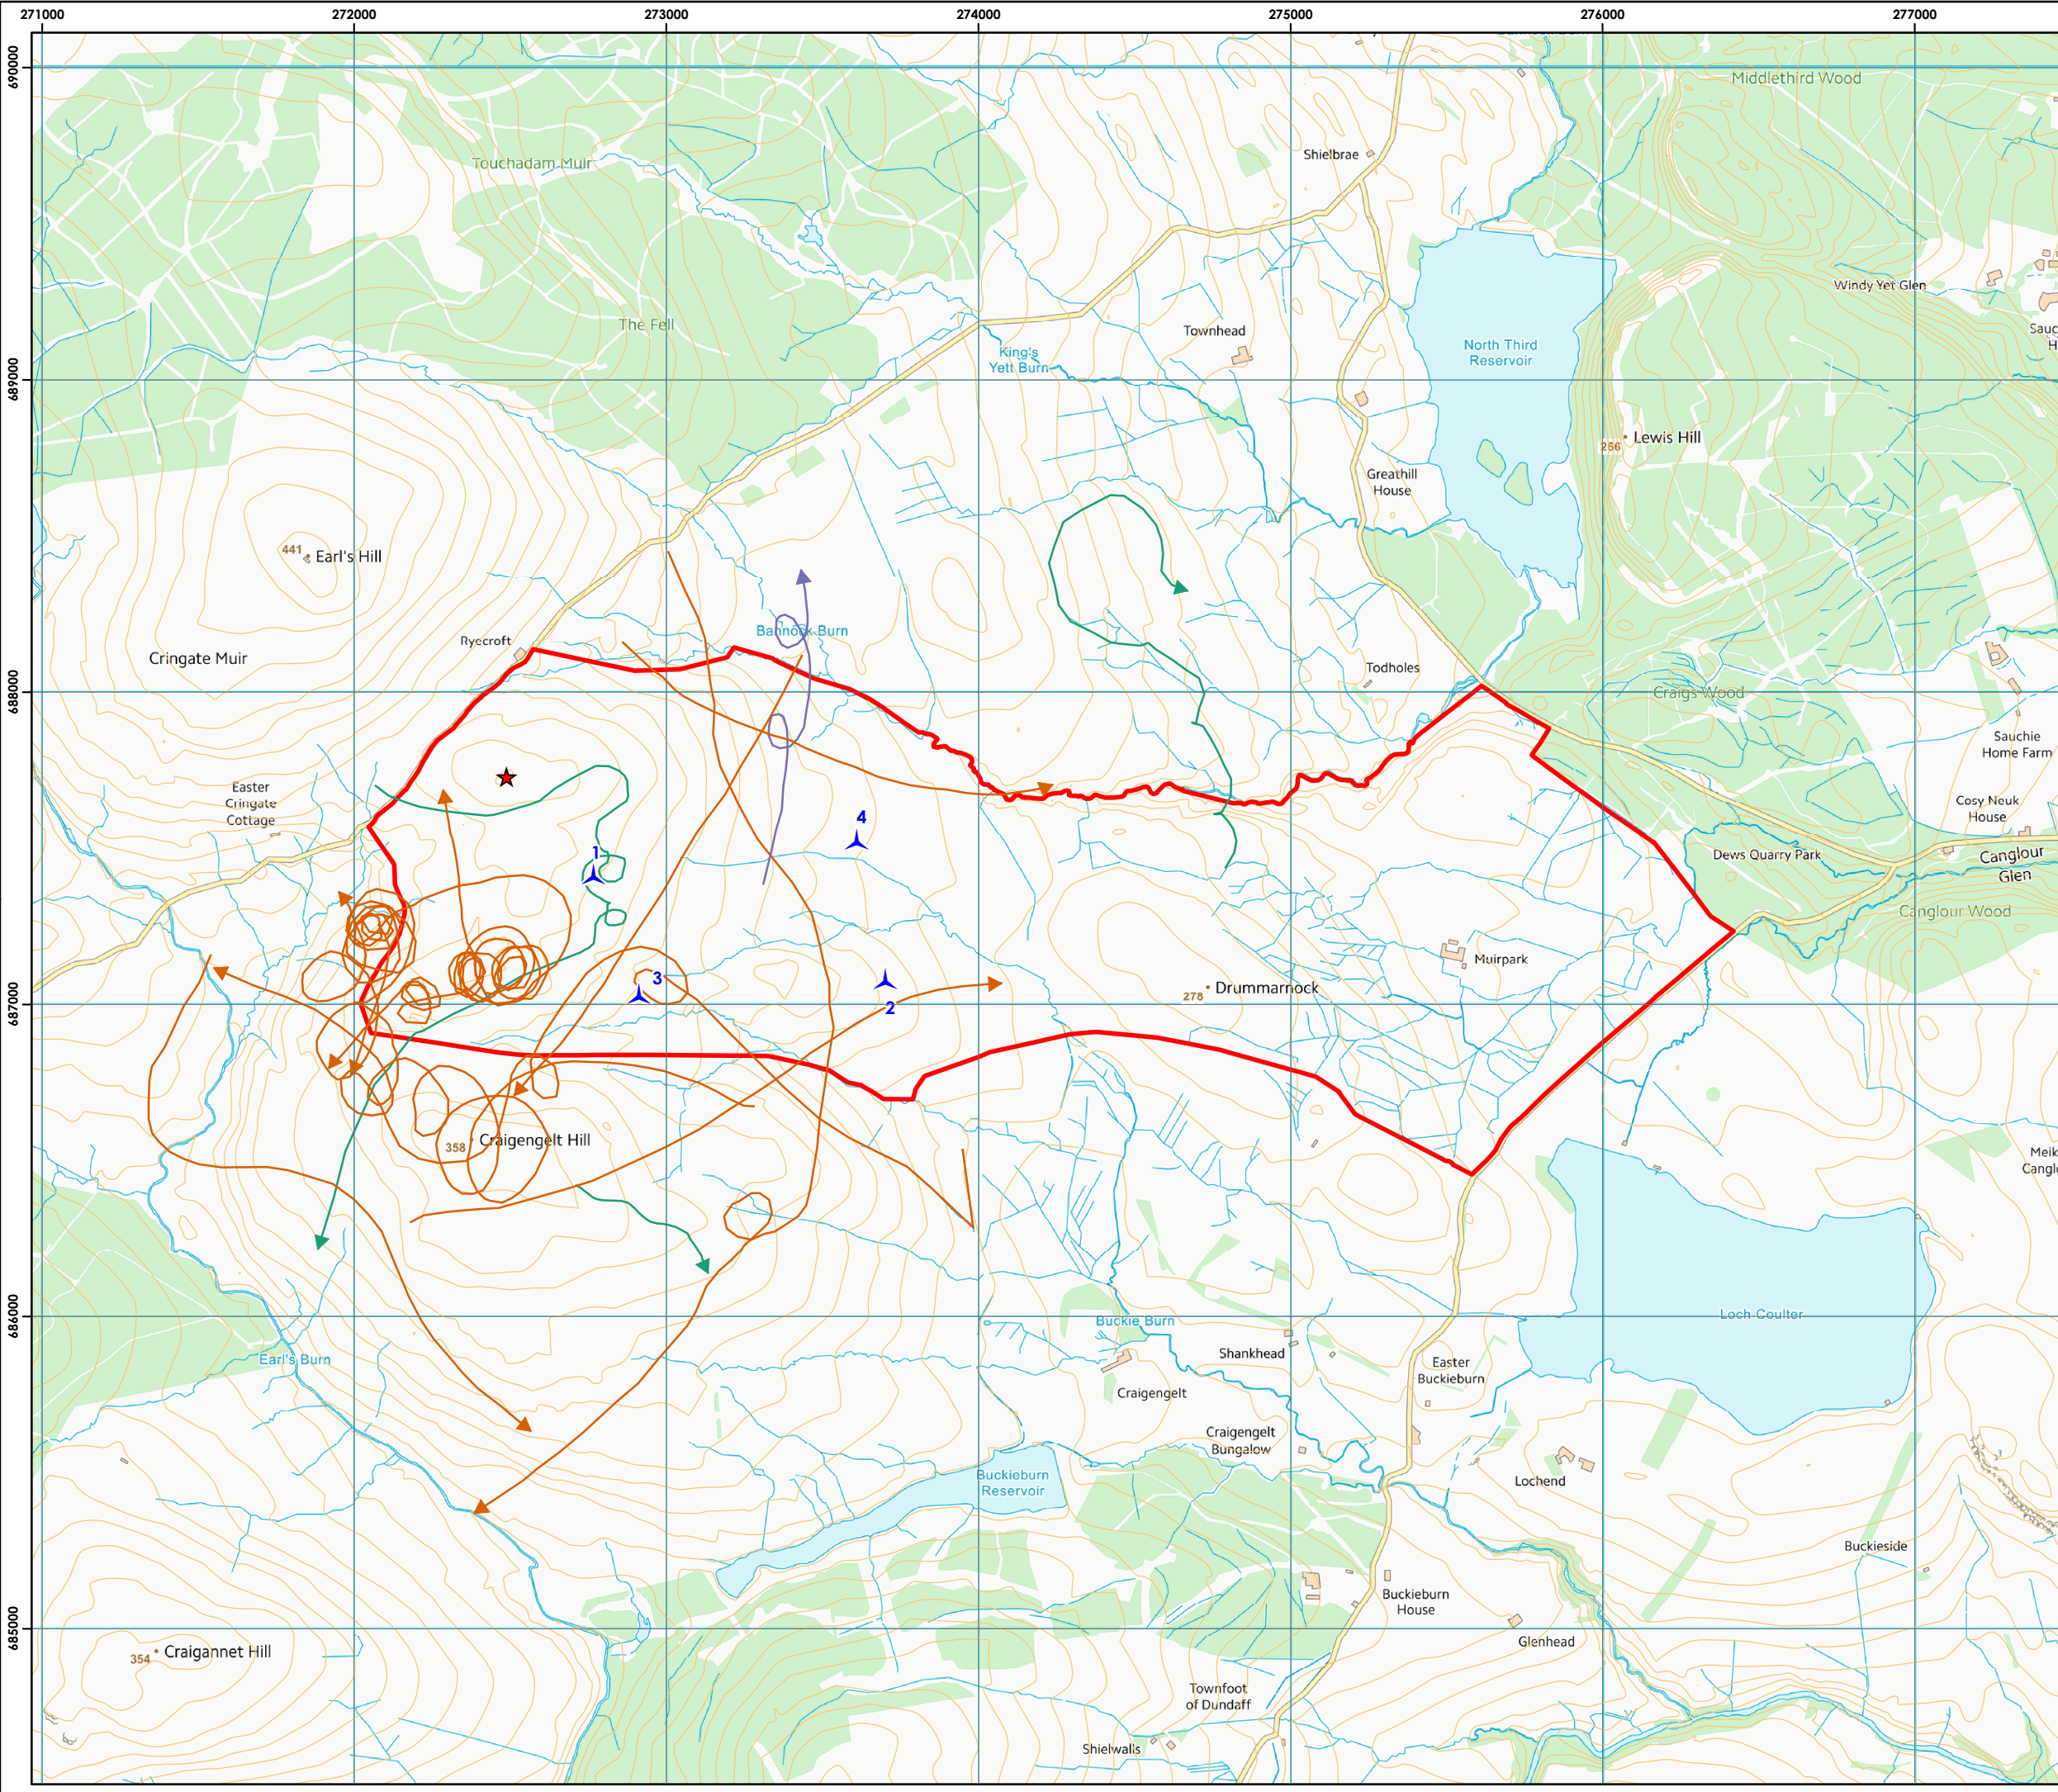 271000
272000
273000
274000
275000
276000
277000
690000
Middlethird Wood
Touchadam Muir
Shielbrae
Windy Yet Glen
The Fell
Townhead
King's
Yett Burn
North Third
Reservoir
689000
266
Lewis Hill
Greathill
House
441
Earl's Hill
Bannock Burn
Ryecroft
Cringate Muir
Todholes
688000
Craigs Wood
Sauchie
Home Farm
Easter
Cringate
Cottage
Cosy Neuk
House
4
1
Dews Quarry Park
Canglour
Glen
Canglour Wood
Muirpark
3
2
278
Drummarnock
687000
358
Craigengelt Hill
686000
Buckie Burn
Loch Coulter
Earl's Burn
Shankhead
Easter
Buckieburn
Craigengelt
Craigengelt
Bungalow
Buckieburn
Reservoir
Lochend
Buckieside
Buckieburn
House
685000
Glenhead
354
Craigannet Hill
Townfoot
of Dundaff
Shielwalls